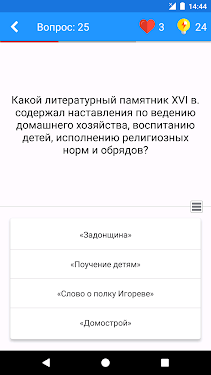 14:44
Вопрос: 25
3
24
Какой литературный памятник XVI в.
содержал наставления по ведению
домашнего хозяйства, воспитанию
детей, исполнению религиозных
норм и обрядов?
«Задонщина»
«Поучение детям»
«Слово о полку Игореве»
«Домострой»